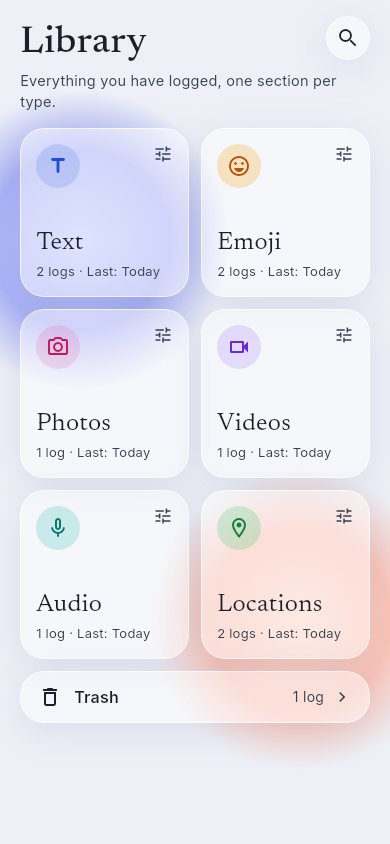 Library
Everything you have logged, one section per
type.
Text
2 logs · Last: Today
Emoji
2 logs · Last: Today
Photos
1 log · Last: Today
Videos
1 log · Last: Today
Audio
1 log · Last: Today
Locations
2 logs · Last: Today
Trash
1 log